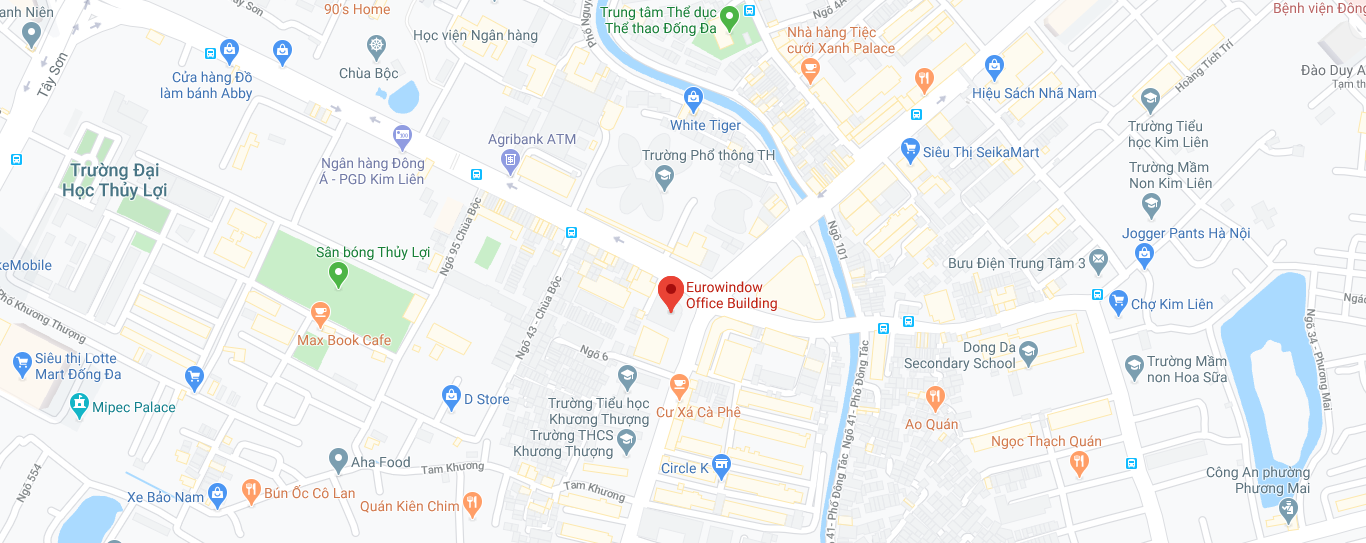 anh Niên
Tây Sơn
90's Home
Học viện Ngân hàng
Chùa Bộc
Cửa hàng Đồ
làm bánh Abby
Trung tâm Thể dục
Thể thao Đống Đa
Phố Nguy
Ngõ 4A
Nhà hàng Tiệc
cưới Xanh Palace
Bệnh viện Đống
Hoàng Tích Trí
Đào Duy A
Tạm th
Hiệu Sách Nhã Nam
White Tiger
Agribank ATM
Trường Tiểu
học Kim Liên
Siêu Thị SeikaMart
Trường Phổ thông TH
Ngân hàng Đông
Á - PGD Kim Liên
Trường Đại
Học Thủy Lợi
Trường Mầm
Non Kim Liên
Ngõ 95 Chùa Bộc
Ngõ 101
Jogger Pants Hà Nội
Sân bóng Thủy Lợi
keMobile
Bưu Điện Trung Tâm 3
Eurowindow
Office Building
Phố Khương Thượng
Ngõ 43 - Chùa Bộc
Chợ Kim Liên
Max Book Cafe
Ngõ 6
Siêu thị Lotte
Mart Đống Đa
Dong Da
Secondary School
Trường Mầm
non Hoa Sữa
Ngõ 34 - Phương Mai
D Store
Mipec Palace
Trường Tiểu học
Khương Thượng
Trường THCS
Khương Thượng
Cư Xá Cà Phê
Ngõ 41- Phố Đông Tác
Ao Quán
Ngọc Thạch Quán
Ngõ 554
Aha Food
Tam Khương
Circle K
Công An phường
Phương Mai
Xe Bảo Nam
Bún Ốc Cô Lan
Quán Kiên Chim
Tam Khương
õ 41- Phố Đông Tác